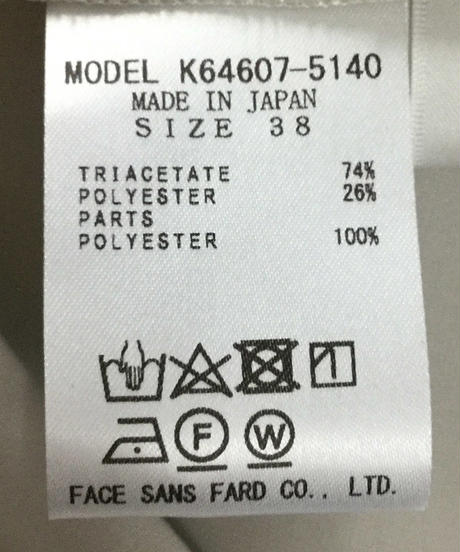 MODEL K64607-5140
MADE IN JAPAN
SIZE 38
TRIACETATE 74%
POLYESTER 26%
PARTS
POLYESTER 100%
F W
FACE SANS FARD CO., LTD.